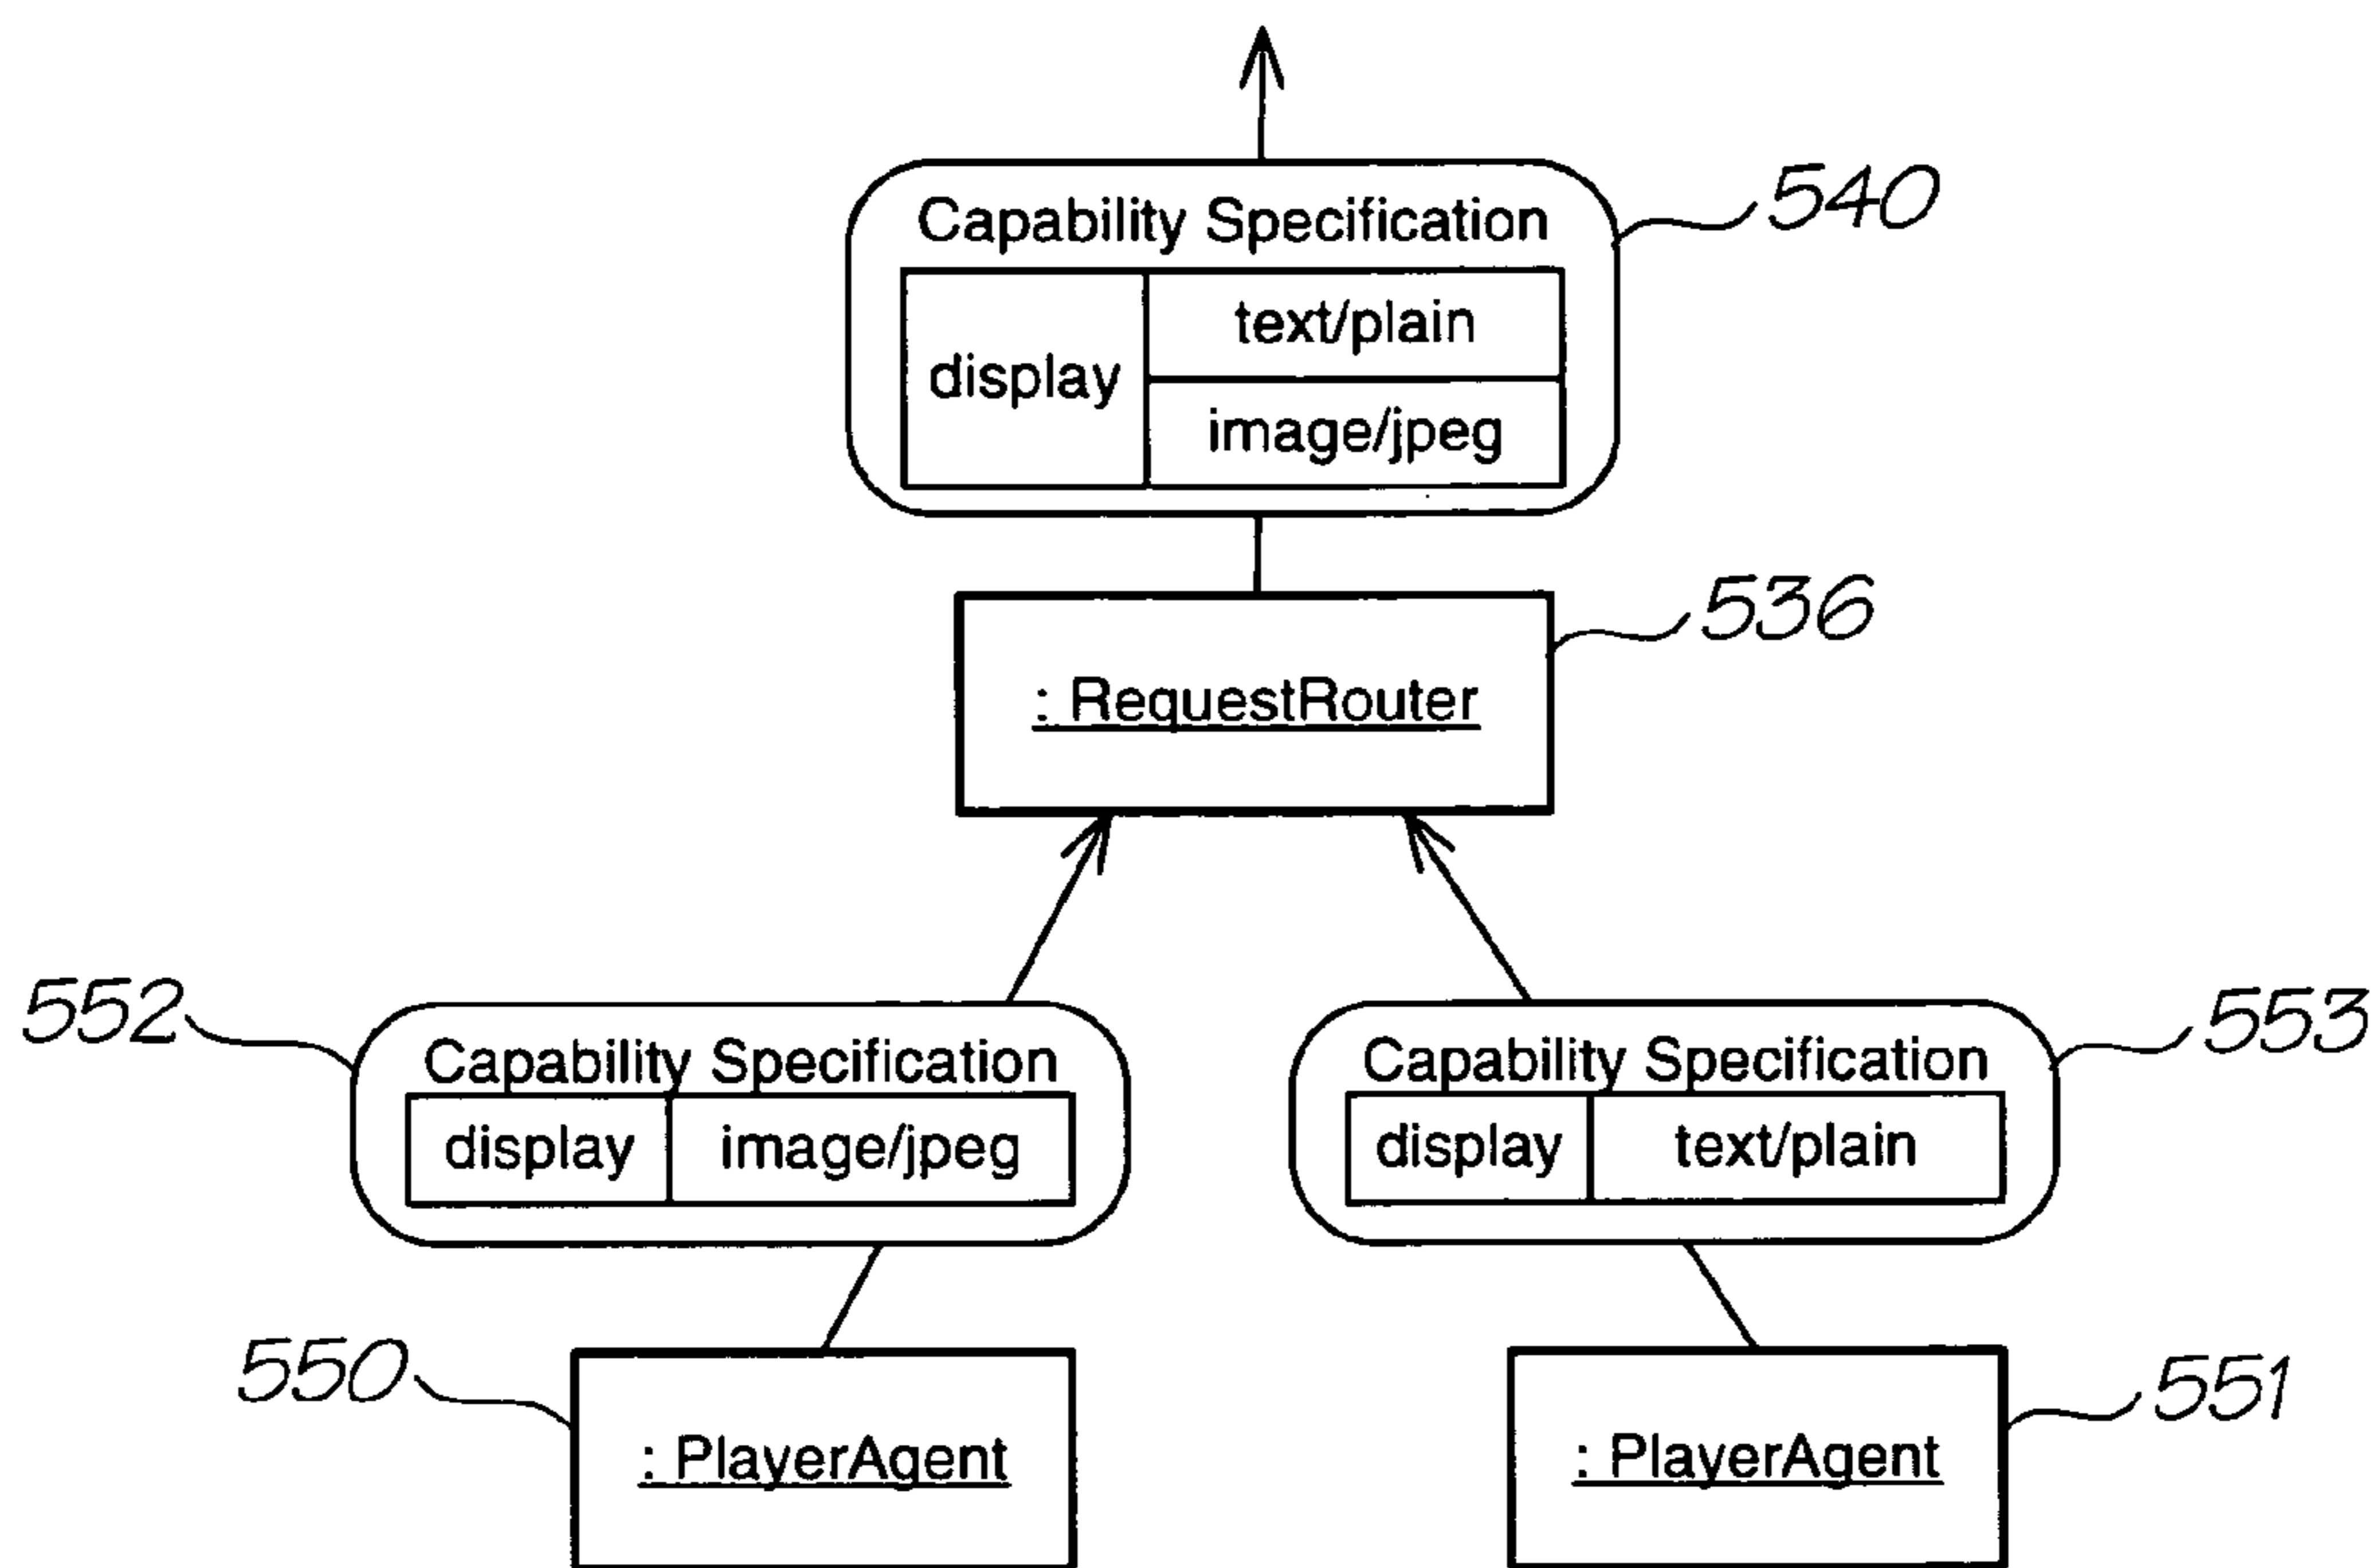 Capability Specification
540
display
text/plain
image/jpeg
536
: RequestRouter
552
Capability Specification
display
image/jpeg
553
Capability Specification
display
text/plain
550
: PlayerAgent
551
: PlayerAgent